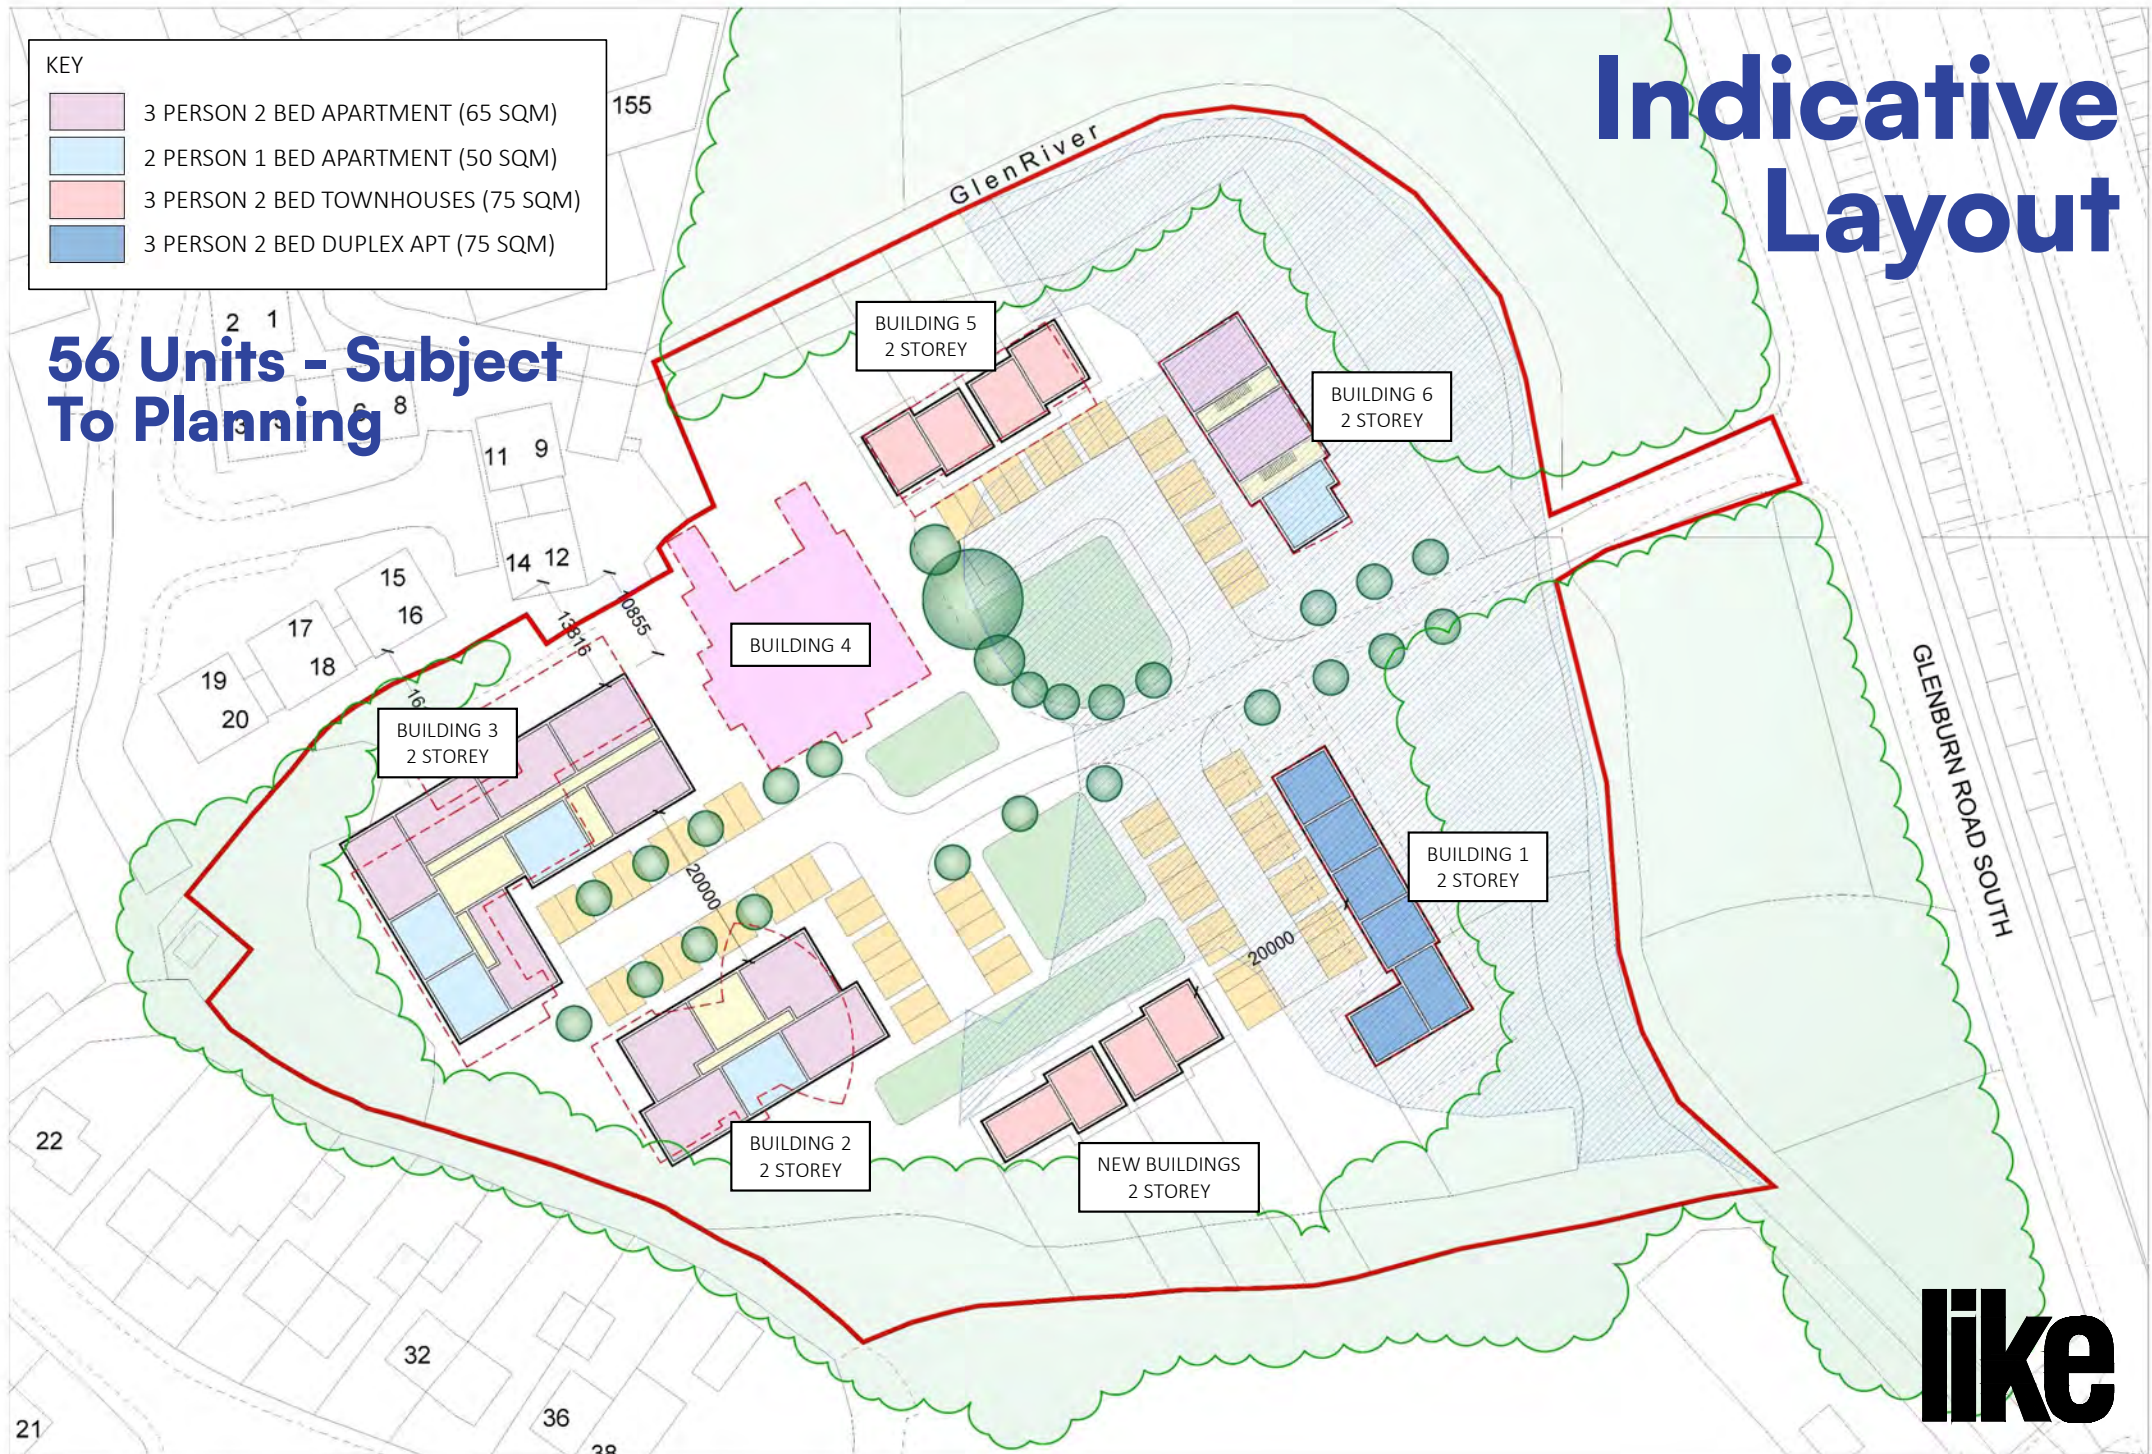 KEY
3 PERSON 2 BED APARTMENT (65 SQM)
2 PERSON 1 BED APARTMENT (50 SQM)
3 PERSON 2 BED TOWNHOUSES (75 SQM)
3 PERSON 2 BED DUPLEX APT (75 SQM)
Indicative
Layout
56 Units - Subject
To Planning
155
GlenRiver
2
1
8
11
9
14
12
15
16
17
18
19
20
13816
10855
BUILDING 5
2 STOREY
BUILDING 6
2 STOREY
BUILDING 4
BUILDING 3
2 STOREY
BUILDING 1
2 STOREY
BUILDING 2
2 STOREY
NEW BUILDINGS
2 STOREY
20000
20000
GLENBURN ROAD SOUTH
22
32
36
38
21
like